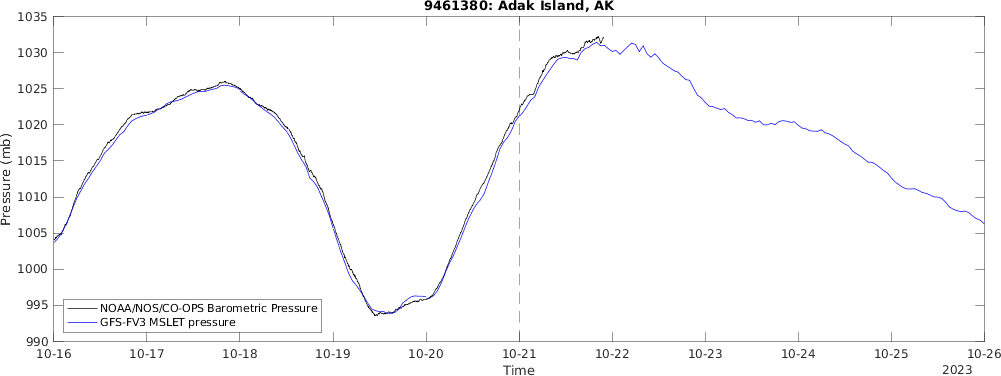 9461380: Adak Island, AK
Pressure (mb)
1035
1030
1025
1020
1015
1010
1005
1000
995
990
NOAA/NOS/CO-OPS Barometric Pressure
GFS-FV3 MSLET pressure
10-16 10-17 10-18 10-19 10-20 10-21 10-22 10-23 10-24 10-25 10-26
Time
2023